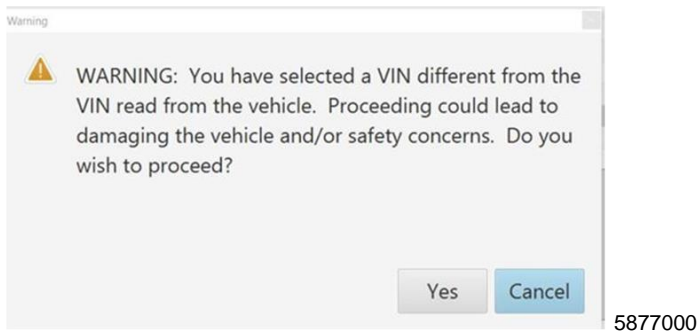 Warning
WARNING: You have selected a VIN different from the
VIN read from the vehicle. Proceeding could lead to
damaging the vehicle and/or safety concerns. Do you
wish to proceed?
Yes Cancel
5877000